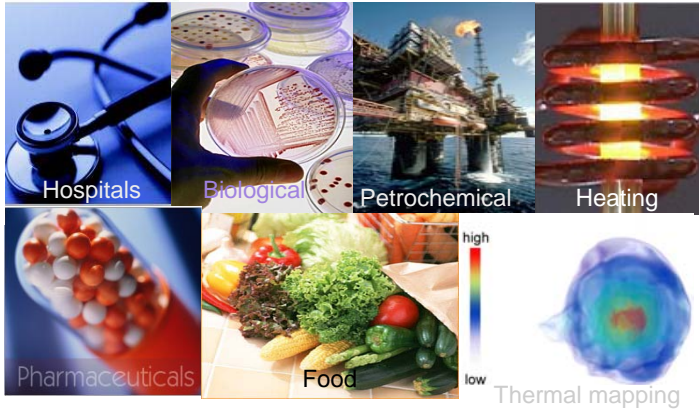 Hospitals
Biological
Petrochemical
Heating
Pharmaceuticals
Food
high
low
Thermal mapping